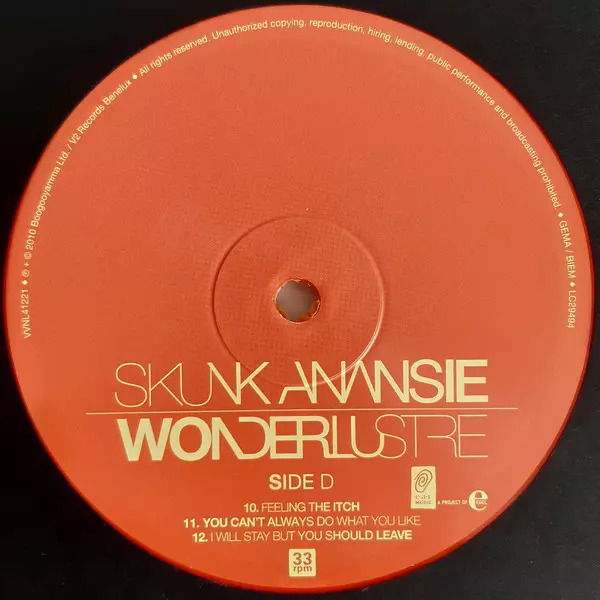 VVNL41221 ◆ ℗ + © 2010 Boogooyamma Ltd. / V2 Records Benelux ◆ All rights reserved. Unauthorized copying, reproduction, hiring, lending, public performance and broadcasting prohibited. ◆ GEMA / BIEM ◆ LC29494
SKUNK ANANSIE
WONDERLUSTRE
SIDE D
A PROJECT OF
10. FEELING THE ITCH
11. YOU CAN'T ALWAYS DO WHAT YOU LIKE
12. I WILL STAY BUT YOU SHOULD LEAVE
33
rpm